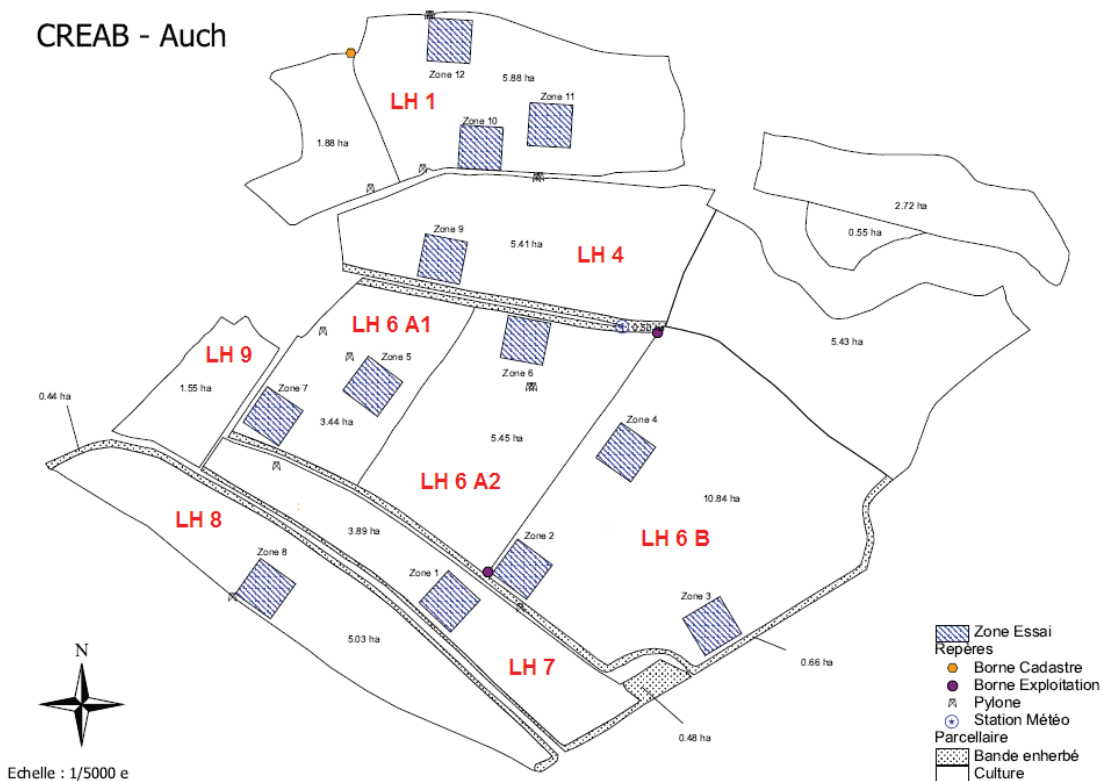 CREAB - Auch
Zone 12
5.88 ha
LH 1
Zone 11
Zone 10
1.88 ha
2.72 ha
0.55 ha
Zone 9
5.41 ha
LH 4
LH 6 A1
5.43 ha
LH 9
Zone 5
Zone 6
1.55 ha
Zone 7
0.44 ha
3.44 ha
Zone 4
5.45 ha
LH 6 A2
10.84 ha
LH 8
3.89 ha
LH 6 B
Zone 8
Zone 2
Zone 1
Zone 3
5.03 ha
LH 7
0.66 ha
0.48 ha
N
Echelle : 1/5000 e
Zone Essai
Repères
Borne Cadastre
Borne Exploitation
Pylone
Station Météo
Parcellaire
Bande enherbé
Culture